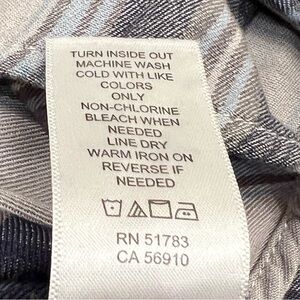 TURN INSIDE OUT
MACHINE WASH
COLD WITH LIKE
COLORS
ONLY
NON-CHLORINE
BLEACH WHEN
NEEDED
LINE DRY
WARM IRON ON
REVERSE IF
NEEDED
RN 51783
CA 56910